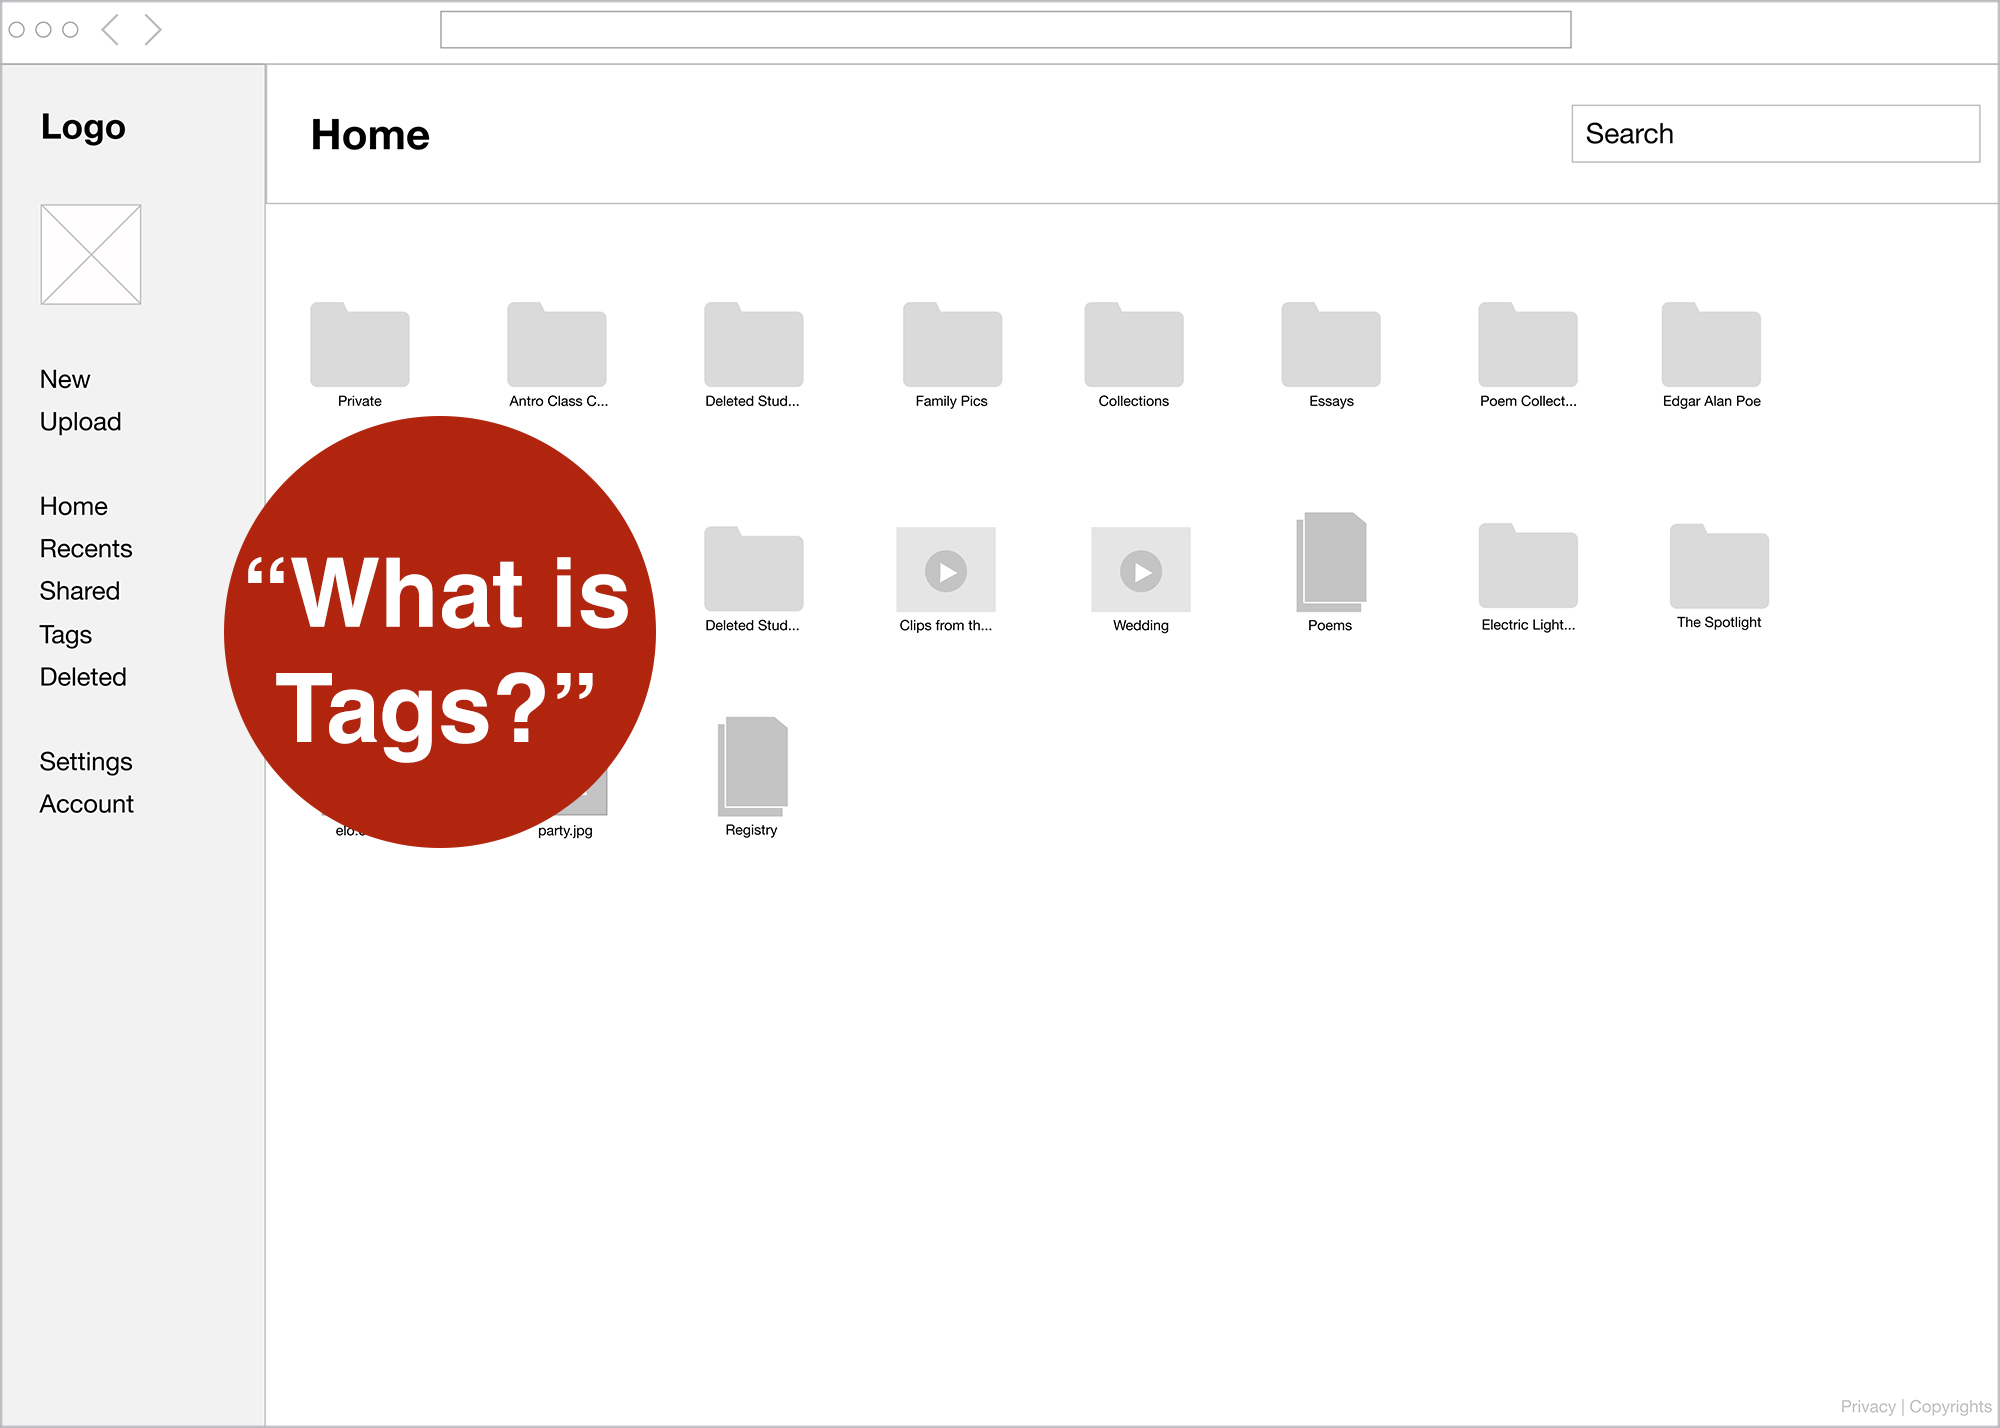 Logo
Home
Search
New
Upload
Home
Recents
Shared
Tags
Deleted
Settings
Account
Private
Antro Class C...
Deleted Stud...
Family Pics
Collections
Essays
Poem Collect...
Edgar Alan Poe
“What is
Tags?”
Deleted Stud...
Clips from th...
Wedding
Poems
Electric Light...
The Spotlight
party.jpg
Registry
Privacy | Copyrights